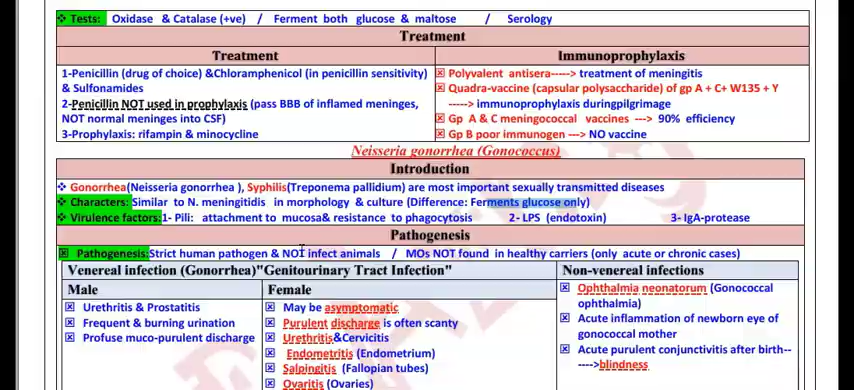 Tests: Oxidase & Catalase (+ve) / Ferment both glucose & maltose / Serology
Treatment
Treatment
Immunoprophylaxis
1-Penicillin (drug of choice) &Chloramphenicol (in penicillin sensitivity) & Sulfonamides
2-Penicillin NOT used in prophylaxis (pass BBB of inflamed meninges, NOT normal meninges into CSF)
3-Prophylaxis: rifampin & minocycline
Polyvalent antisera-----> treatment of meningitis
Quadra-vaccine (capsular polysaccharide) of gp A + C+ W135 + Y
-----> immunoprophylaxis duringpilgrimage
Gp A & C meningococcal vaccines ---> 90% efficiency
Gp B poor immunogen ---> NO vaccine
Neisseria gonorrhea (Gonococcus)
Introduction
Gonorrhea(Neisseria gonorrhea ), Syphilis(Treponema pallidium) are most important sexually transmitted diseases
Characters: Similar to N. meningitidis in morphology & culture (Difference: Ferments glucose only)
Virulence factors:1- Pili: attachment to mucosa& resistance to phagocytosis 2- LPS (endotoxin) 3- IgA-protease
Pathogenesis
Pathogenesis:Strict human pathogen & NOT infect animals / MOs NOT found in healthy carriers (only acute or chronic cases)
Venereal infection (Gonorrhea)"Genitourinary Tract Infection"
Non-venereal infections
Male
Female
Urethritis & Prostatitis
Frequent & burning urination
Profuse muco-purulent discharge
May be asymptomatic
Purulent discharge is often scanty
Urethritis&Cervicitis
Endometritis (Endometrium)
Salpingitis (Fallopian tubes)
Ovaritis (Ovaries)
Ophthalmia neonatorum (Gonococcal
ophthalmia)
Acute inflammation of newborn eye of
gonococcal mother
Acute purulent conjunctivitis after birth--
---->blindness